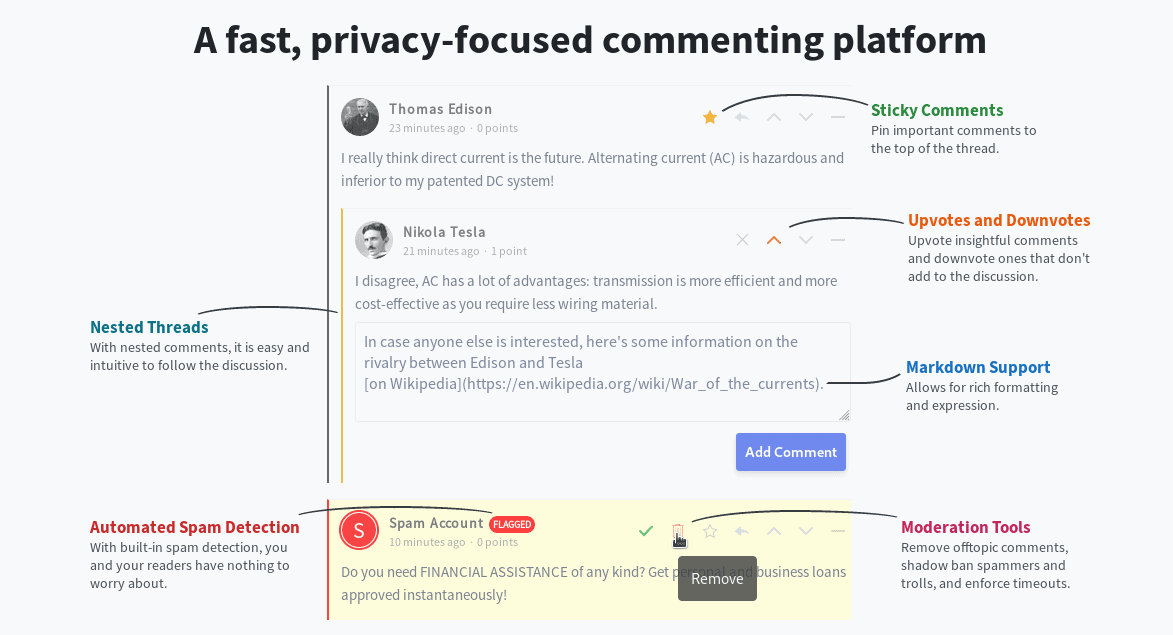 A fast, privacy-focused commenting platform
Thomas Edison
23 minutes ago · 0 points
I really think direct current is the future. Alternating current (AC) is hazardous and
inferior to my patented DC system!
Sticky Comments
Pin important comments to
the top of the thread.
Nikola Tesla
21 minutes ago · 1 point
I disagree, AC has a lot of advantages: transmission is more efficient and more
cost-effective as you require less wiring material.
Upvotes and Downvotes
Upvote insightful comments
and downvote ones that don't
add to the discussion.
Nested Threads
With nested comments, it is easy and
intuitive to follow the discussion.
In case anyone else is interested, here's some information on the
rivalry between Edison and Tesla
[on Wikipedia](https://en.wikipedia.org/wiki/War_of_the_currents).
Markdown Support
Allows for rich formatting
and expression.
Add Comment
Automated Spam Detection
With built-in spam detection, you
and your readers have nothing to
worry about.
S
Spam Account FLAGGED
10 minutes ago · 0 points
Do you need FINANCIAL ASSISTANCE of any kind? Get personal and business loans
approved instantaneously!
Remove
Moderation Tools
Remove offtopic comments,
shadow ban spammers and
trolls, and enforce timeouts.